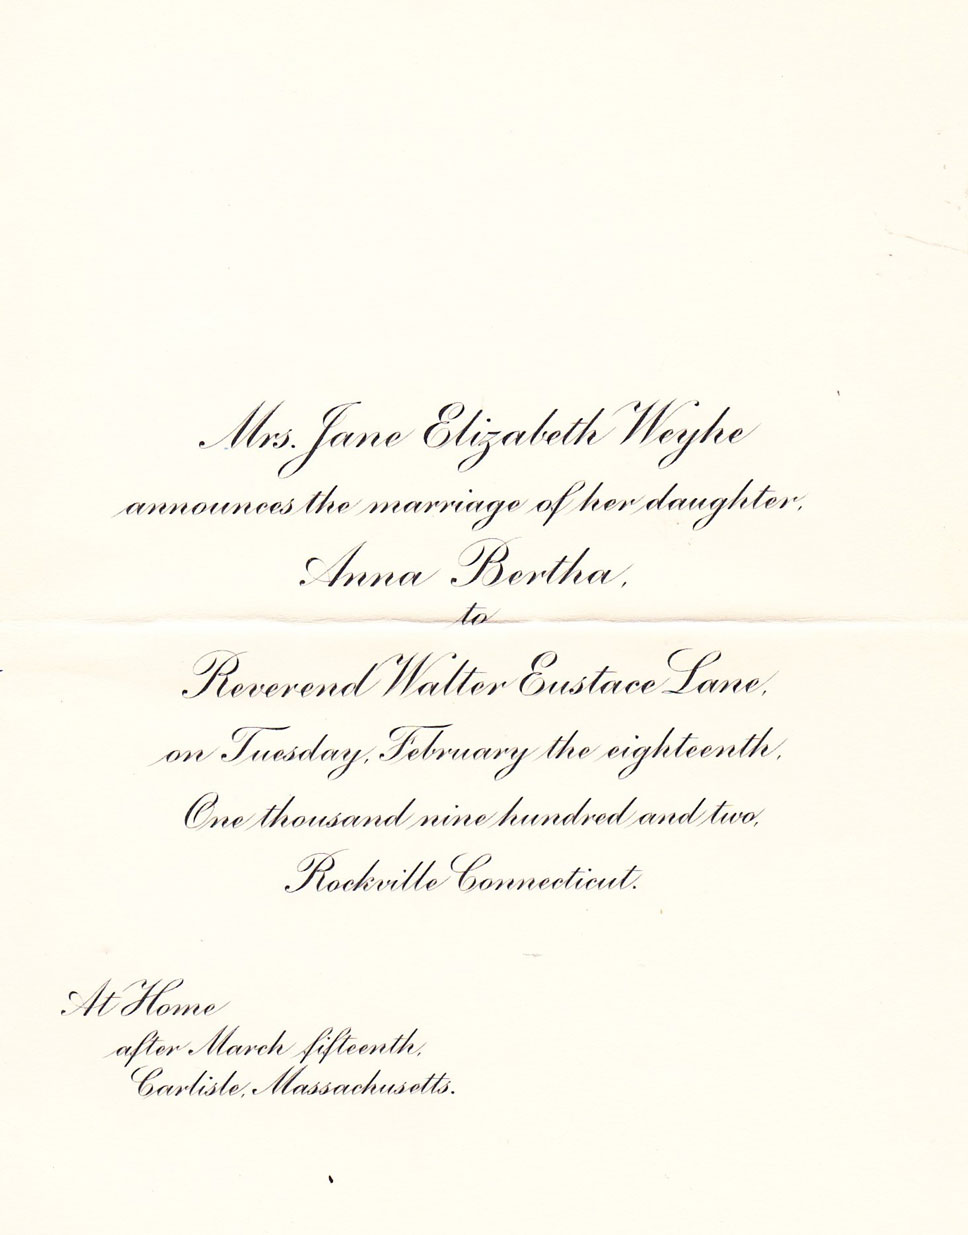 Mrs. Jane Elizabeth Weyhe
announces the marriage of her daughter,
Anna Bertha,
to
Reverend Walter Eustace Lane,
on Tuesday, February the eighteenth,
One thousand nine hundred and two,
Rockville Connecticut.
At Home
after March fifteenth,
Carlisle, Massachusetts.